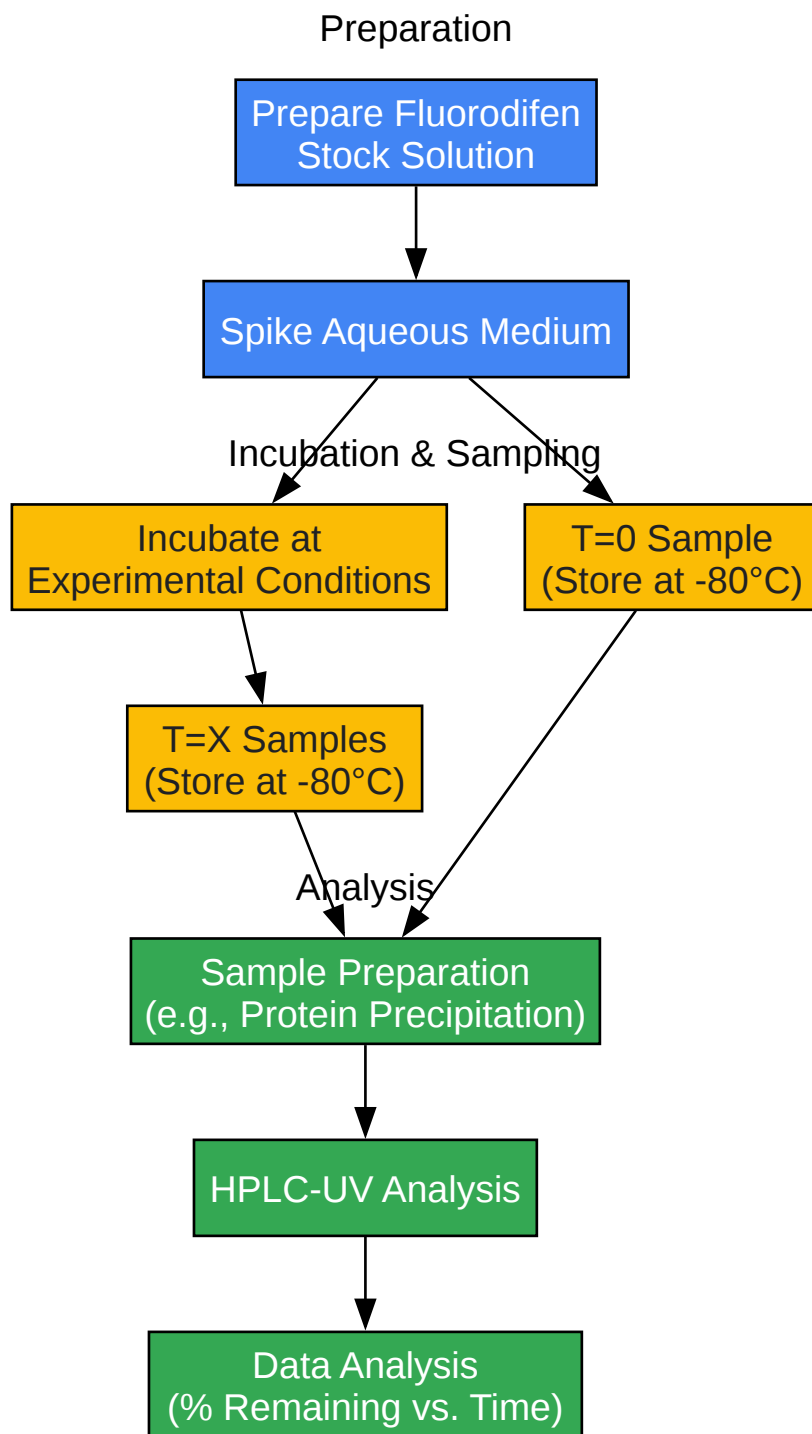 Preparation
Prepare Fluorodifen
Stock Solution
Spike Aqueous Medium
Incubation & Sampling
Incubate at
Experimental Conditions
T=0 Sample
(Store at -80°C)
T=X Samples
(Store at -80°C)
Analysis
Sample Preparation
(e.g., Protein Precipitation)
HPLC-UV Analysis
Data Analysis
(% Remaining vs. Time)